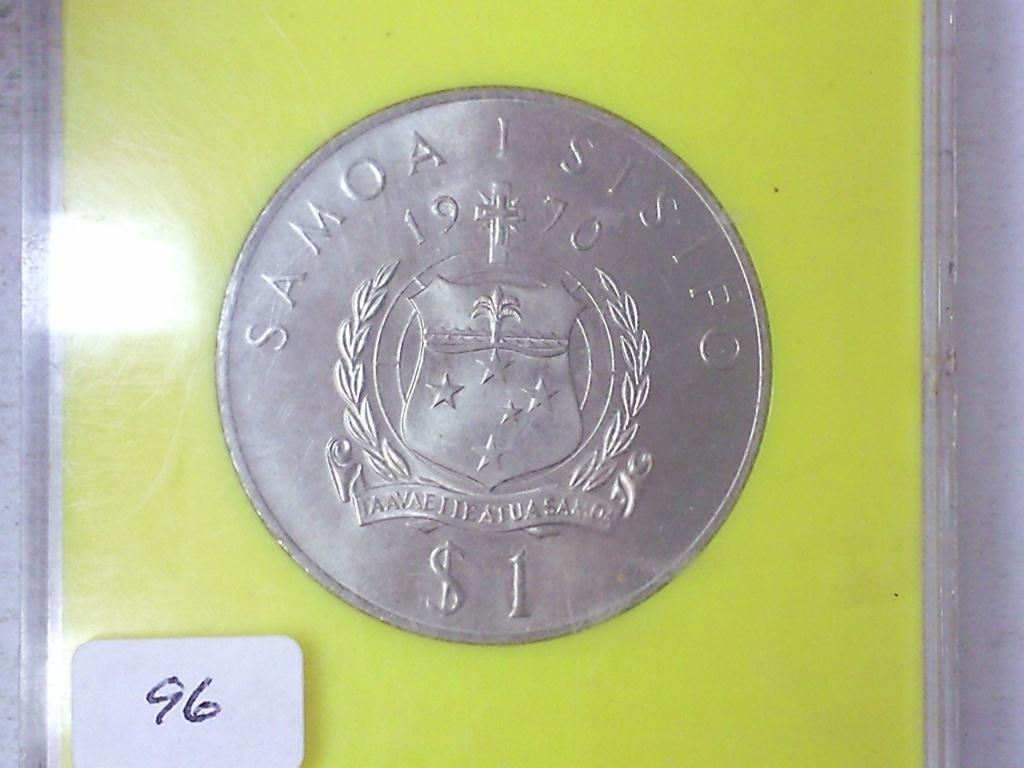 SAMOA I SISIFO
1970
FAAVAE I LE ATUA SAMOA
$1
96